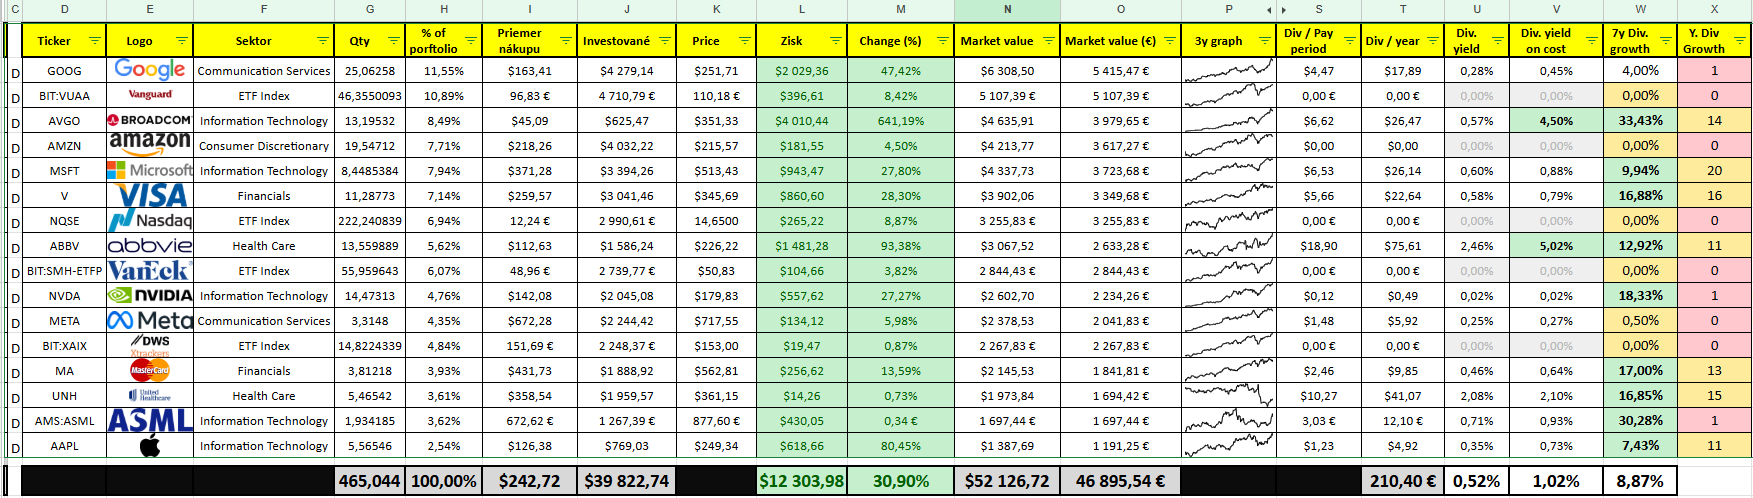 C D E F G H I J K L M N O P S T U V W X
Ticker Logo Sektor Qty % of porftolio Priemer nákupu Investované Price Zisk Change (%) Market value Market value (€) 3y graph Div / Pay period Div / year Div. yield Div. yield on cost 7y Div. growth Y. Div Growth
D GOOG Google Communication Services 25,06258 11,55% $163,41 $4 279,14 $251,71 $2 029,36 47,42% $6 308,50 5 415,47 € $4,47 $17,89 0,28% 0,45% 4,00% 1
D BIT:VUAA Vanguard ETF Index 46,3550093 10,89% 96,83 € 4 710,79 € 110,18 € $396,61 8,42% 5 107,39 € 5 107,39 € 0,00 € 0,00 € 0,00% 0,00% 0,00% 0
D AVGO BROADCOM Information Technology 13,19532 8,49% $45,09 $625,47 $351,33 $4 010,44 641,19% $4 635,91 3 979,65 € $6,62 $26,47 0,57% 4,50% 33,43% 14
D AMZN amazon Consumer Discretionary 19,54712 7,71% $218,26 $4 032,22 $215,57 $181,55 4,50% $4 213,77 3 617,27 € $0,00 $0,00 0,00% 0,00% 0,00% 0
D MSFT Microsoft Information Technology 8,4485384 7,94% $371,28 $3 394,26 $513,43 $943,47 27,80% $4 337,73 3 723,68 € $6,53 $26,14 0,60% 0,88% 9,94% 20
D V VISA Financials 11,28773 7,14% $259,57 $3 041,46 $345,69 $860,60 28,30% $3 902,06 3 349,68 € $5,66 $22,64 0,58% 0,79% 16,88% 16
D NQSE Nasdaq ETF Index 222,240839 6,94% 12,24 € 2 990,61 € 14,6500 $265,22 8,87% 3 255,83 € 3 255,83 € 0,00 € 0,00 € 0,00% 0,00% 0,00% 0
D ABBV abbvie Health Care 13,559889 5,62% $112,63 $1 586,24 $226,22 $1 481,28 93,38% $3 067,52 2 633,28 € $18,90 $75,61 2,46% 5,02% 12,92% 11
D BIT:SMH-ETFP VanEck ETF Index 55,959643 6,07% 48,96 € 2 739,77 € $50,83 $104,66 3,82% $2 844,43 2 844,43 € 0,00 € 0,00 € 0,00% 0,00% 0,00% 0
D NVDA NVIDIA Information Technology 14,47313 4,76% $142,08 $2 045,08 $179,83 $557,62 27,27% $2 602,70 2 234,26 € $0,12 $0,49 0,02% 0,02% 18,33% 1
D META Meta Communication Services 3,3148 4,35% $672,28 $2 244,42 $717,55 $134,12 5,98% $2 378,53 2 041,83 € $1,48 $5,92 0,25% 0,27% 0,50% 0
D BIT:XAIX DWS Xtrackers ETF Index 14,8224339 4,84% 151,69 € 2 248,37 € $153,00 $19,47 0,87% 2 267,83 € 2 267,83 € 0,00 € 0,00 € 0,00% 0,00% 0,00% 0
D MA MasterCard Financials 3,81218 3,93% $431,73 $1 888,92 $562,81 $256,62 13,59% $2 145,53 1 841,81 € $2,46 $9,85 0,46% 0,64% 17,00% 13
D UNH United Healthcare Health Care 5,46542 3,61% $358,54 $1 959,57 $361,15 $14,26 0,73% $1 973,84 1 694,42 € $10,27 $41,07 2,08% 2,10% 16,85% 15
D AMS:ASML ASML Information Technology 1,934185 3,62% 672,62 € 1 267,39 € 877,60 € $430,05 0,34 € 1 697,44 € 1 697,44 € 3,03 € 12,10 € 0,71% 0,93% 30,28% 1
D AAPL Information Technology 5,56546 2,54% $126,38 $769,03 $249,34 $618,66 80,45% $1 387,69 1 191,25 € $1,23 $4,92 0,35% 0,73% 7,43% 11
465,044 100,00% $242,72 $39 822,74 $12 303,98 30,90% $52 126,72 46 895,54 € 210,40 € 0,52% 1,02% 8,87%